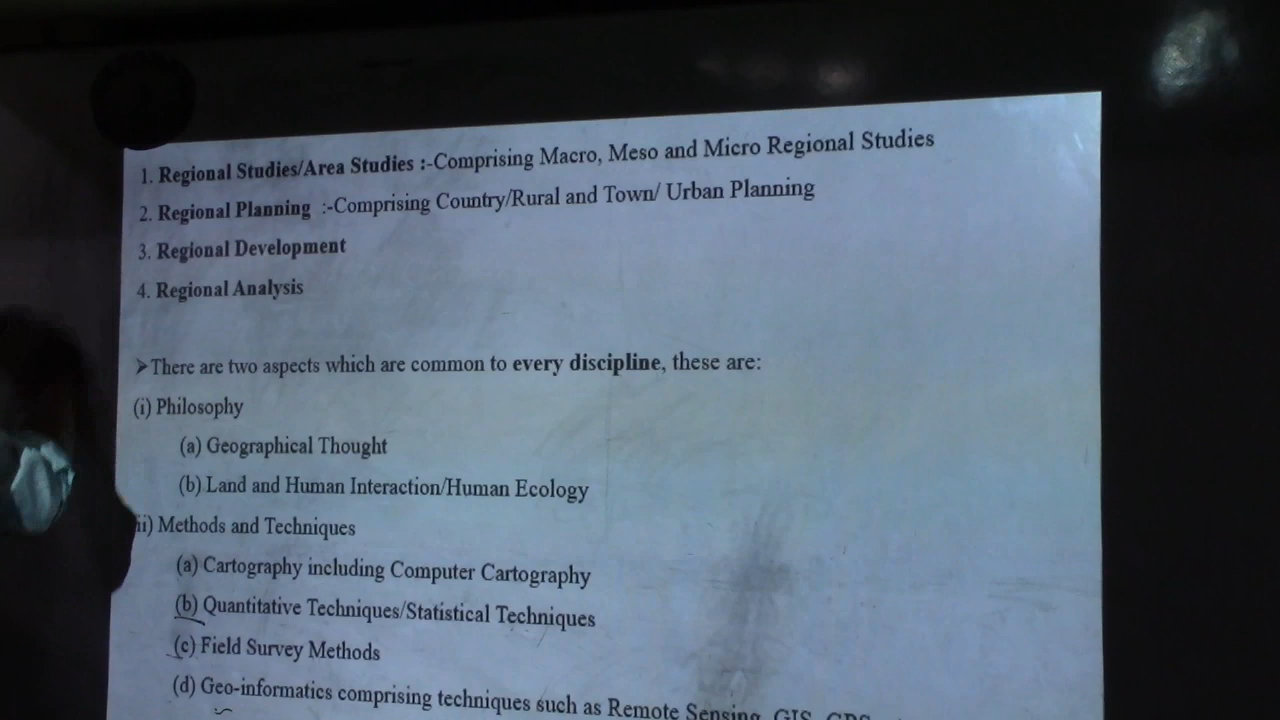 1. Regional Studies/Area Studies :-Comprising Macro, Meso and Micro Regional Studies
2. Regional Planning :-Comprising Country/Rural and Town/ Urban Planning
3. Regional Development
4. Regional Analysis
➤There are two aspects which are common to every discipline, these are:
(i) Philosophy
(a) Geographical Thought
(b) Land and Human Interaction/Human Ecology
ii) Methods and Techniques
(a) Cartography including Computer Cartography
(b) Quantitative Techniques/Statistical Techniques
(c) Field Survey Methods
(d) Geo-informatics comprising techniques such as Remote Sensing, GIS, GPS